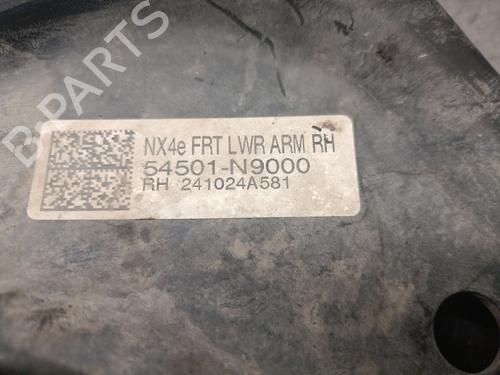 B-PARTS
NX4e FRT LWR ARM RH
54501-N9000
RH 241024A581